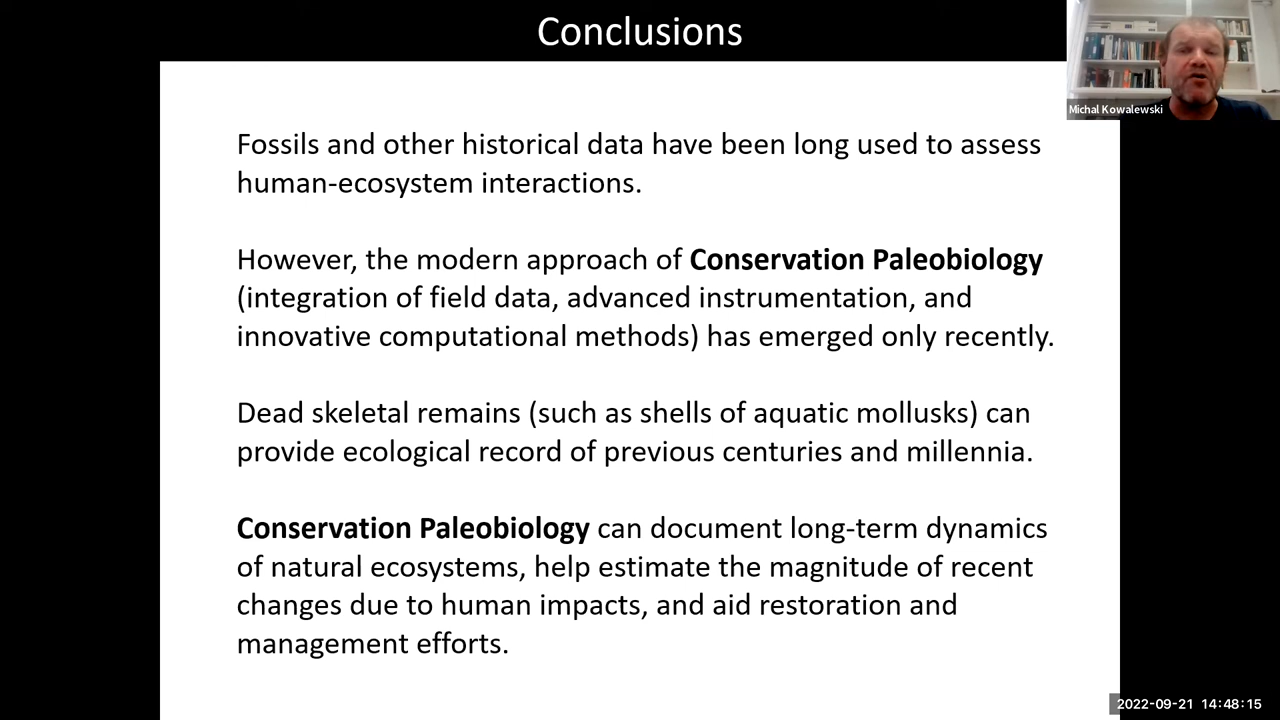 Conclusions
Michal Kowalewski
Fossils and other historical data have been long used to assess
human-ecosystem interactions.
However, the modern approach of Conservation Paleobiology
(integration of field data, advanced instrumentation, and
innovative computational methods) has emerged only recently.
Dead skeletal remains (such as shells of aquatic mollusks) can
provide ecological record of previous centuries and millennia.
Conservation Paleobiology can document long-term dynamics
of natural ecosystems, help estimate the magnitude of recent
changes due to human impacts, and aid restoration and
management efforts.
2022-09-21 14:48:15